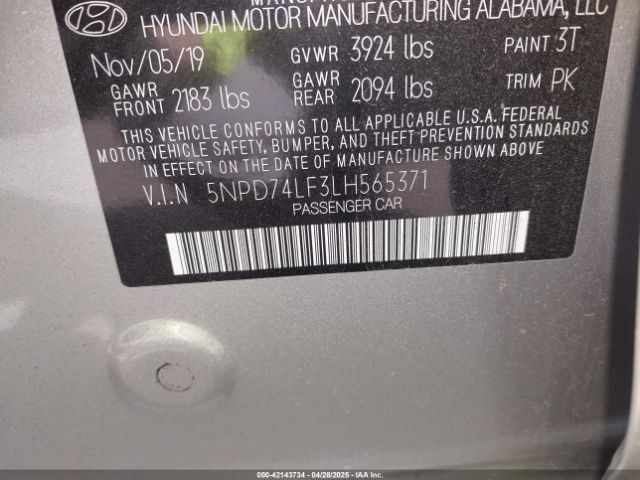 HYUNDAI MOTOR MANUFACTURING ALABAMA, LLC
Nov/05/19 GVWR 3924 lbs PAINT 3T
GAWR FRONT 2183 lbs GAWR REAR 2094 lbs TRIM PK
THIS VEHICLE CONFORMS TO ALL APPLICABLE U.S.A. FEDERAL
MOTOR VEHICLE SAFETY, BUMPER, AND THEFT PREVENTION STANDARDS
IN EFFECT ON THE DATE OF MANUFACTURE SHOWN ABOVE.
V.I.N 5NPD74LF3LH565371
PASSENGER CAR
000-42143734 04/28/2025 IAA Inc.